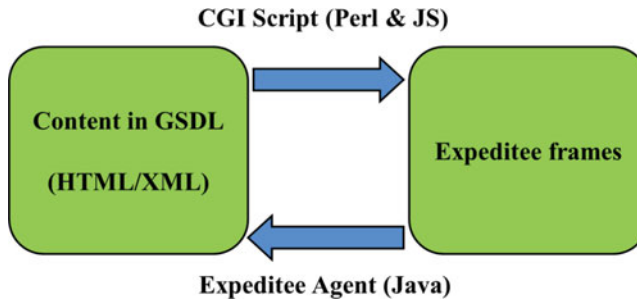 CGI Script (Perl & JS)
Content in GSDL
(HTML/XML)
Expeditee frames
Expeditee Agent (Java)